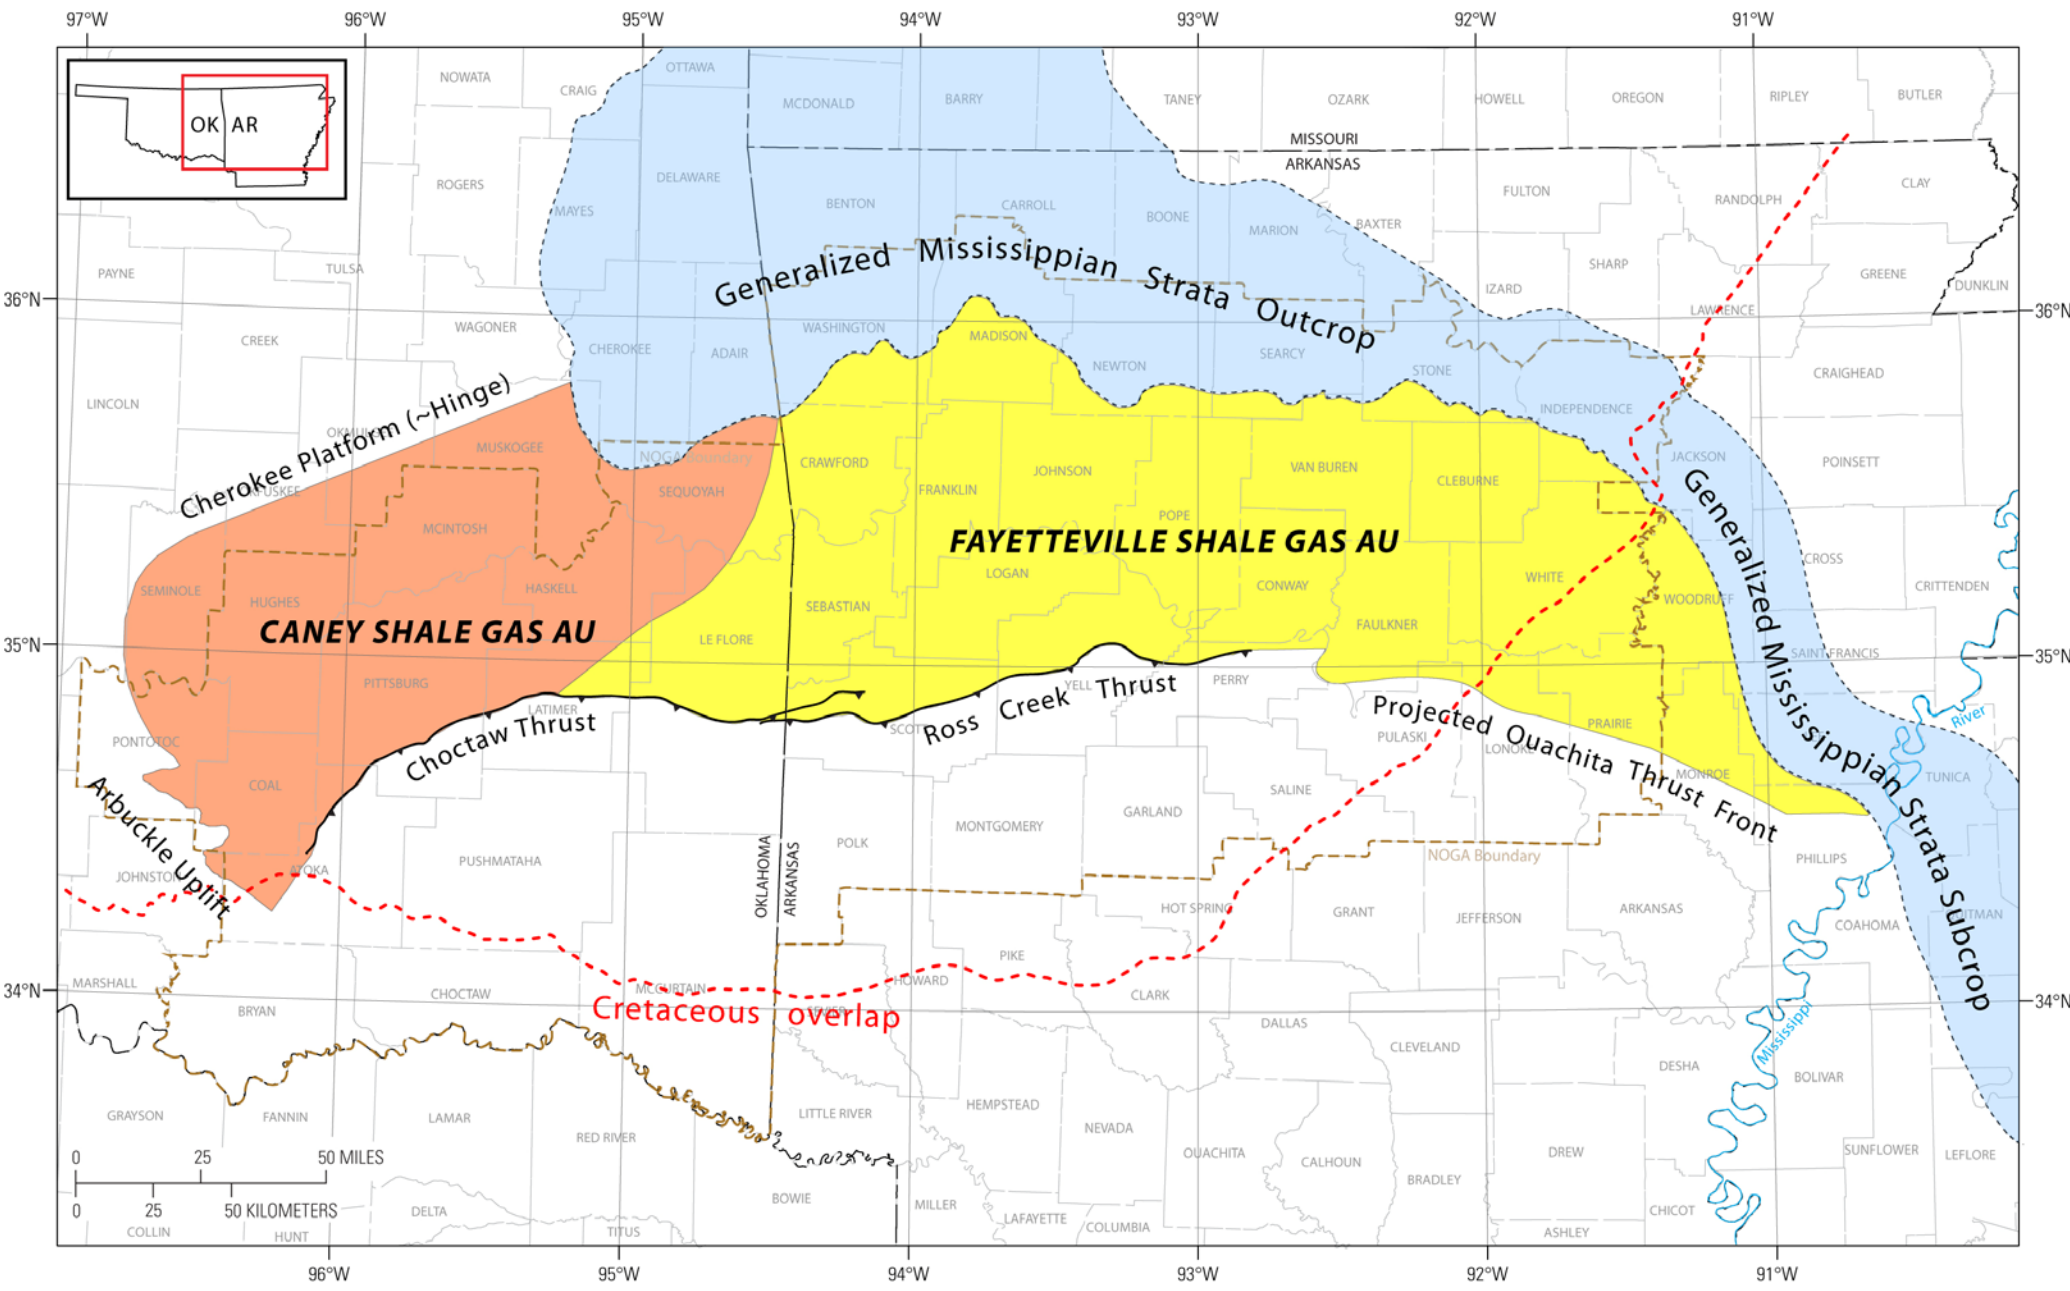 97°W 96°W 95°W 94°W 93°W 92°W 91°W
OTTAWA
NOWATA
CRAIG
MCDONALD
BARRY
TANEY
OZARK
HOWELL
OREGON
RIPLEY
BUTLER
OK AR
MISSOURI
ARKANSAS
ROGERS
DELAWARE
MAYES
BENTON
CARROLL
BOONE
MARION
BAXTER
FULTON
RANDOLPH
CLAY
PAYNE
TULSA
SHARP
IZARD
GREENE
DUNKLIN
LAWRENCE
36°N
36°N
Generalized Mississippian Strata Outcrop
CREEK
WAGONER
CHEROKEE
ADAIR
WASHINGTON
MADISON
NEWTON
SEARCY
STONE
INDEPENDENCE
CRAIGHEAD
LINCOLN
Cherokee Platform (~Hinge)
MUSKOGEE
NOGA Boundary
SEQUOYAH
CRAWFORD
FRANKLIN
JOHNSON
POPE
VAN BUREN
CLEBURNE
JACKSON
POINSETT
MCINTOSH
FAYETTEVILLE SHALE GAS AU
CROSS
CRITTENDEN
SEMINOLE
HUGHES
HASKELL
LOGAN
CONWAY
WHITE
WOODRUFF
SEBASTIAN
CANEY SHALE GAS AU
LE FLORE
FAULKNER
35°N
35°N
SAINT FRANCIS
PITTSBURG
LATIMER
YELL
PERRY
SCOTT
Choctaw Thrust
Ross Creek Thrust
Projected Ouachita Thrust Front
PULASKI
LONOKE
PRAIRIE
MONROE
River
Generalized Mississippian Strata Subcrop
TUNICA
PONTOTOC
COAL
Arbuckle Uplift
JOHNSTON
ATOKA
PUSHMATAHA
OKLAHOMA
ARKANSAS
POLK
MONTGOMERY
GARLAND
SALINE
NOGA Boundary
PHILLIPS
HOT SPRING
GRANT
JEFFERSON
ARKANSAS
COAHOMA
PIKE
34°N
34°N
MARSHALL
BRYAN
CHOCTAW
MCCURTAIN
HOWARD
CLARK
Cretaceous overlap
DALLAS
CLEVELAND
DESHA
BOLIVAR
Mississippi
GRAYSON
FANNIN
LAMAR
RED RIVER
LITTLE RIVER
HEMPSTEAD
NEVADA
OUACHITA
CALHOUN
BRADLEY
DREW
SUNFLOWER
LEFLORE
0 25 50 MILES
0 25 50 KILOMETERS
COLLIN
HUNT
DELTA
TITUS
BOWIE
MILLER
LAFAYETTE
COLUMBIA
ASHLEY
CHICOT
96°W 95°W 94°W 93°W 92°W 91°W